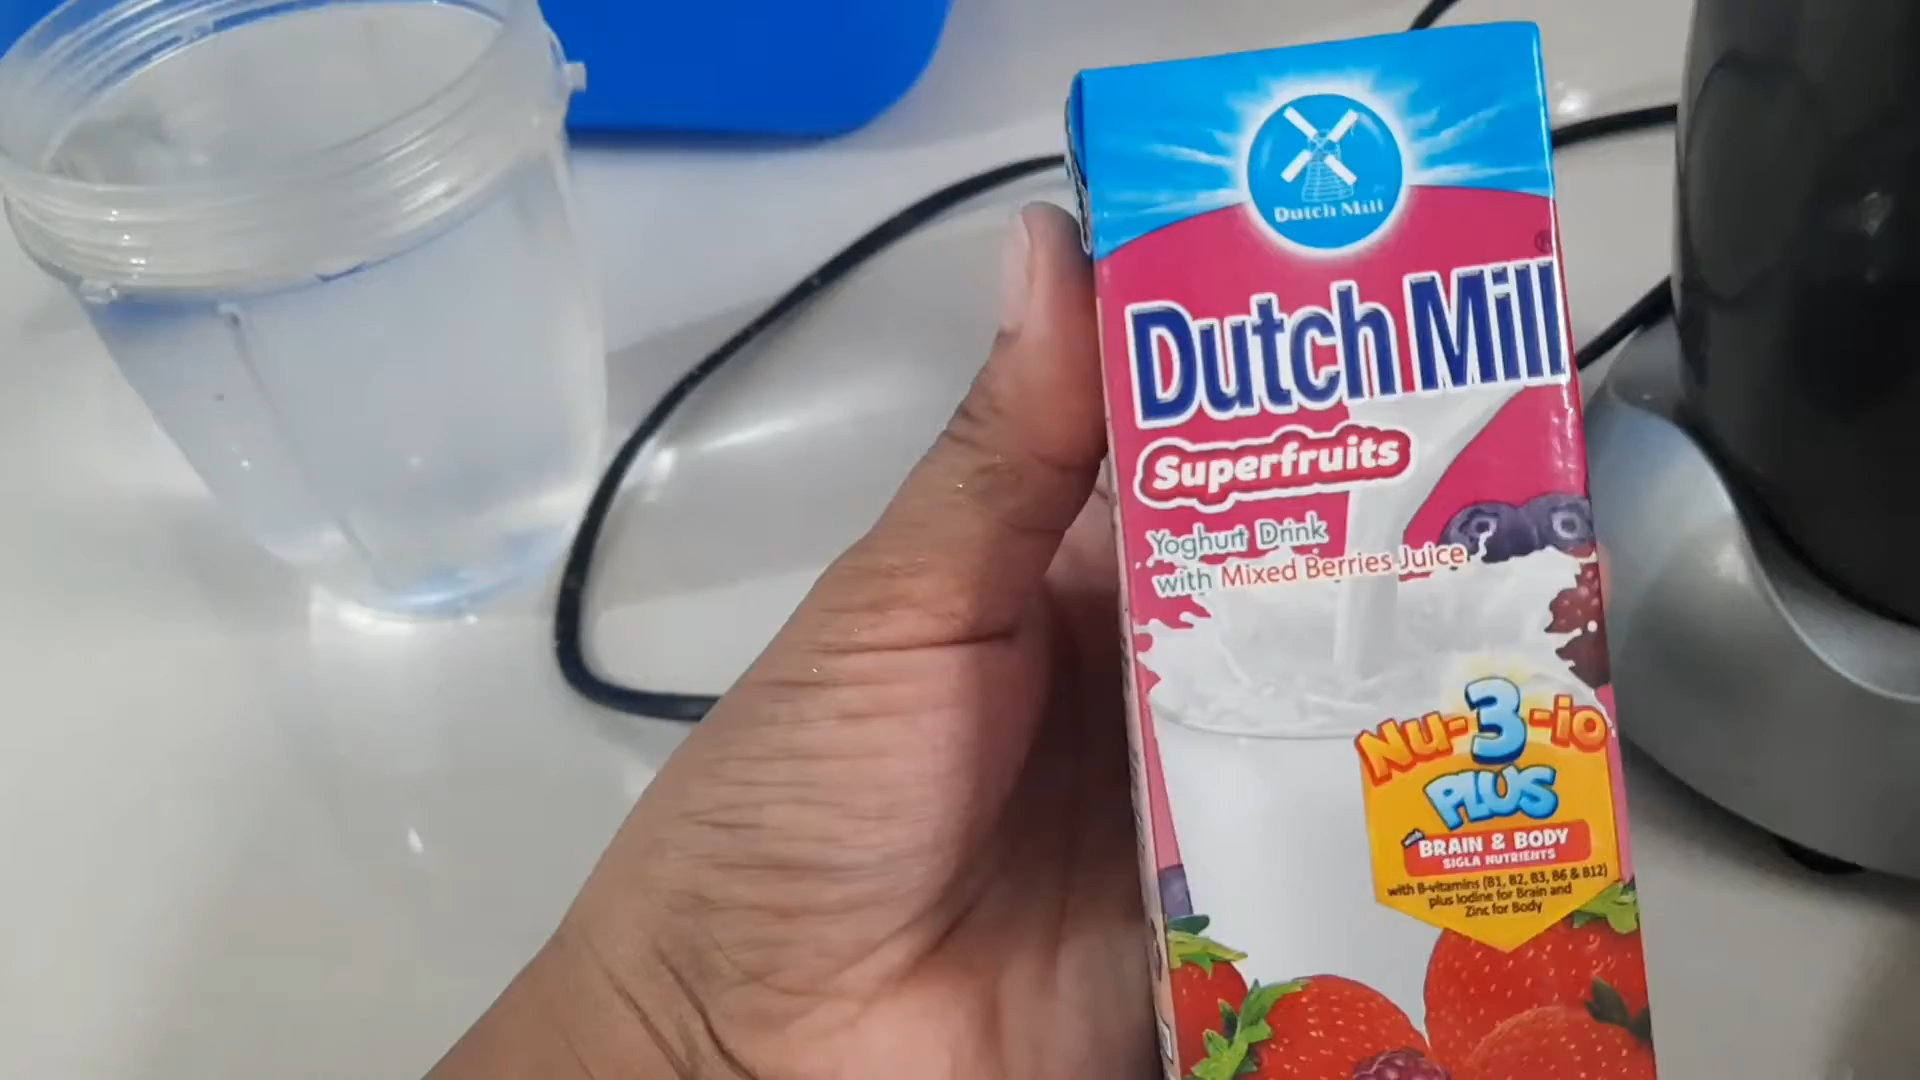 Dutch Mill
Dutch Mill
Superfruits
Yoghurt Drink
with Mixed Berries Juice
Nu-3-io
PLUS
with BRAIN & BODY
SIGLA NUTRIENTS
with B-vitamins (B1, B2, B3, B6 & B12)
plus Iodine for Brain and
Zinc for Body